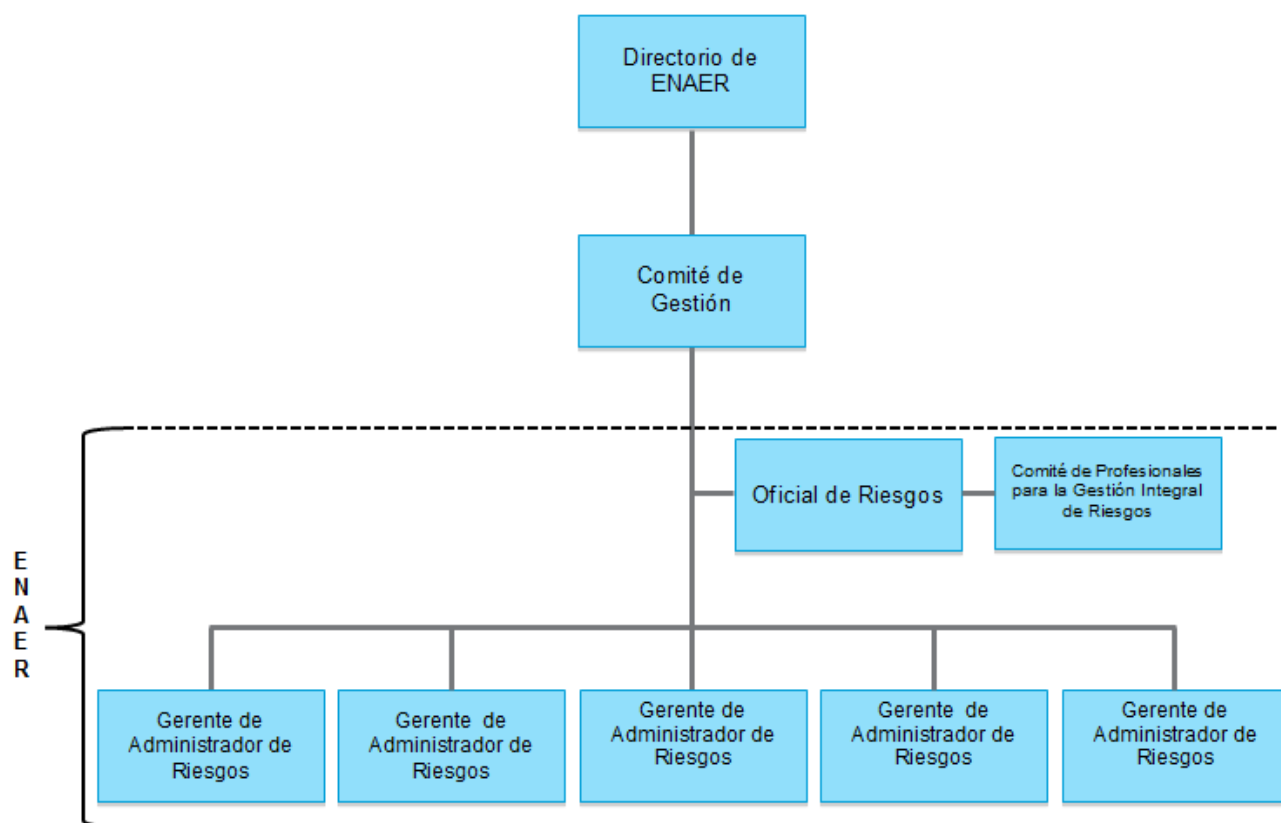 Directorio de
ENAER
Comité de
Gestión
Oficial de Riesgos
Comité de Profesionales
para la Gestión Integral
de Riesgos
E
N
A
E
R
Gerente de
Administrador de
Riesgos
Gerente de
Administrador de
Riesgos
Gerente de
Administrador de
Riesgos
Gerente de
Administrador de
Riesgos
Gerente de
Administrador de
Riesgos